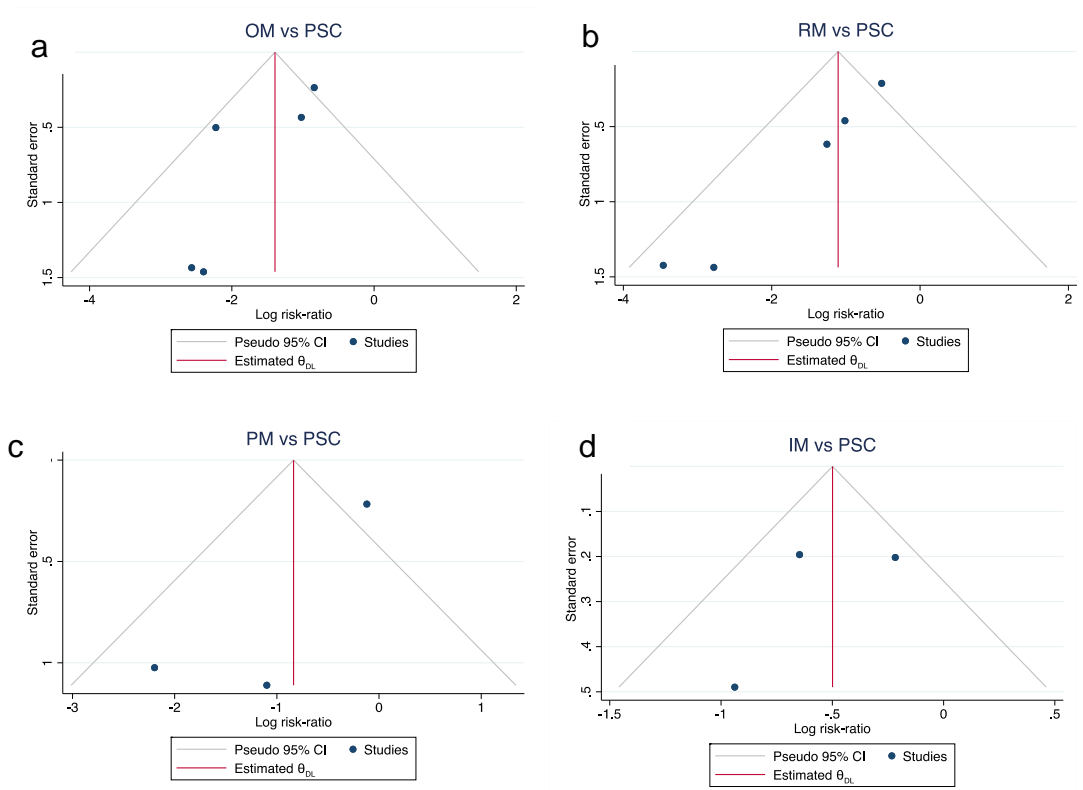 a
OM vs PSC
Standard error
.5
1
1.5
-4
-2
0
2
Log risk-ratio
Pseudo 95% CI
Studies
Estimated θDL
b
RM vs PSC
Standard error
.5
1
1.5
-4
-2
0
2
Log risk-ratio
Pseudo 95% CI
Studies
Estimated θDL
c
PM vs PSC
Standard error
.5
1
-3
-2
-1
0
1
Log risk-ratio
Pseudo 95% CI
Studies
Estimated θDL
d
IM vs PSC
Standard error
.1
.2
.3
.4
.5
-1.5
-1
-.5
0
.5
Log risk-ratio
Pseudo 95% CI
Studies
Estimated θDL